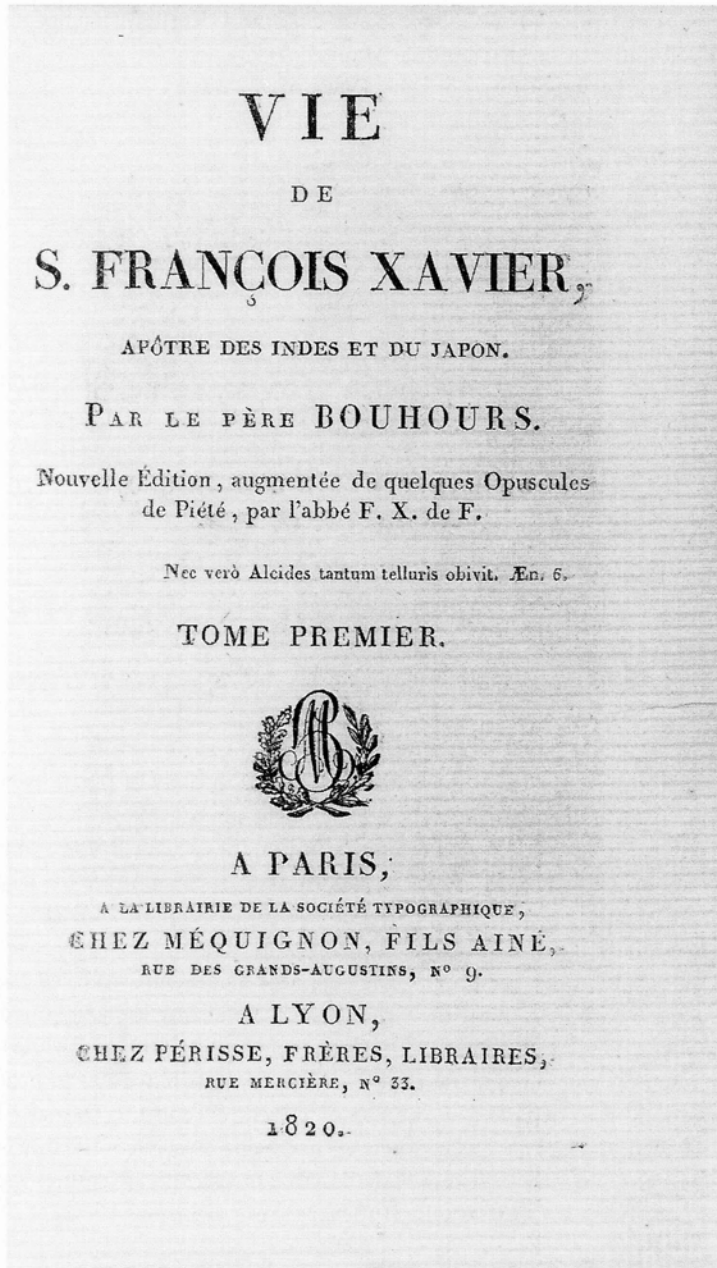 VIE
DE
S. FRANÇOIS XAVIER,
APÔTRE DES INDES ET DU JAPON.
PAR LE PÈRE BOUHOURS.
Nouvelle Édition, augmentée de quelques Opuscules
de Piété, par l'abbé F. X. de F.
Nec verò Alcides tantum telluris obivit. Æn. 6.
TOME PREMIER.
A PARIS,
A LA LIBRAIRIE DE LA SOCIÉTÉ TYPOGRAPHIQUE,
CHEZ MÉQUIGNON, FILS AINÉ,
RUE DES GRANDS-AUGUSTINS, Nº 9.
A LYON,
CHEZ PÉRISSE, FRÈRES, LIBRAIRES,
RUE MERCIÈRE, Nº 33.
1820.